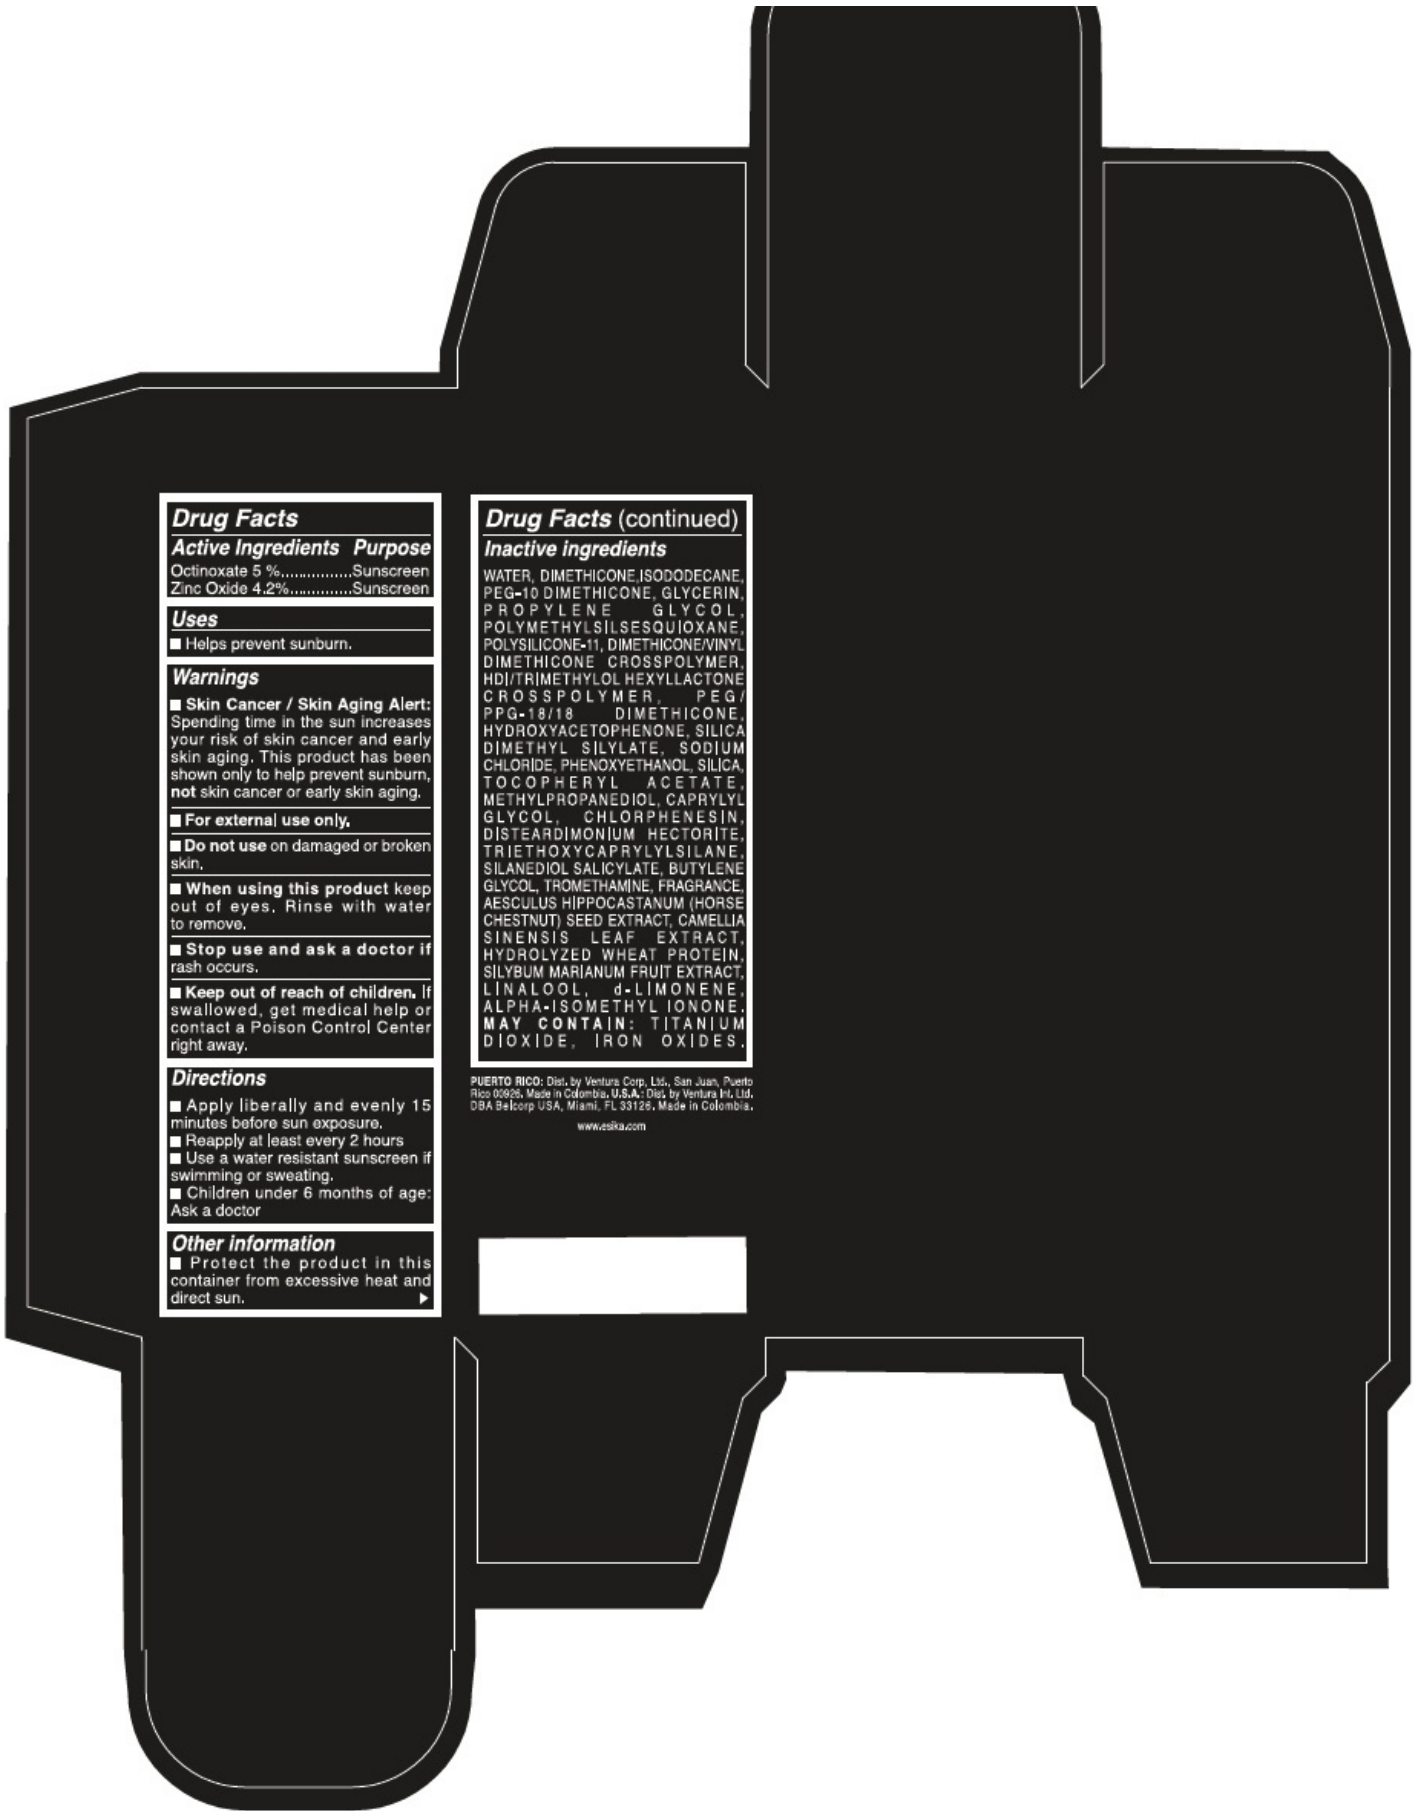 Drug Facts
Active Ingredients Purpose
Octinoxate 5 %...............Sunscreen
Zinc Oxide 4.2%.............Sunscreen
Uses
■ Helps prevent sunburn.
Warnings
■ Skin Cancer / Skin Aging Alert:
Spending time in the sun increases
your risk of skin cancer and early
skin aging. This product has been
shown only to help prevent sunburn,
not skin cancer or early skin aging.
■ For external use only.
■ Do not use on damaged or broken
skin.
■ When using this product keep
out of eyes. Rinse with water
to remove.
■ Stop use and ask a doctor if
rash occurs.
■ Keep out of reach of children. If
swallowed, get medical help or
contact a Poison Control Center
right away.
Directions
■ Apply liberally and evenly 15
minutes before sun exposure.
■ Reapply at least every 2 hours
■ Use a water resistant sunscreen if
swimming or sweating.
■ Children under 6 months of age:
Ask a doctor
Other information
■ Protect the product in this
container from excessive heat and
direct sun. ▶
Drug Facts (continued)
Inactive ingredients
WATER, DIMETHICONE,ISODODECANE,
PEG-10 DIMETHICONE, GLYCERIN,
PROPYLENE GLYCOL,
POLYMETHYLSILSESQUIOXANE,
POLYSILICONE-11, DIMETHICONE/VINYL
DIMETHICONE CROSSPOLYMER,
HDI/TRIMETHYLOL HEXYLLACTONE
CROSSPOLYMER, PEG/
PPG-18/18 DIMETHICONE,
HYDROXYACETOPHENONE, SILICA
DIMETHYL SILYLATE, SODIUM
CHLORIDE, PHENOXYETHANOL, SILICA,
TOCOPHERYL ACETATE,
METHYLPROPANEDIOL, CAPRYLYL
GLYCOL, CHLORPHENESIN,
DISTEARDIMONIUM HECTORITE,
TRIETHOXYCAPRYLYLSILANE,
SILANEDIOL SALICYLATE, BUTYLENE
GLYCOL, TROMETHAMINE, FRAGRANCE,
AESCULUS HIPPOCASTANUM (HORSE
CHESTNUT) SEED EXTRACT, CAMELLIA
SINENSIS LEAF EXTRACT,
HYDROLYZED WHEAT PROTEIN,
SILYBUM MARIANUM FRUIT EXTRACT,
LINALOOL, d-LIMONENE,
ALPHA-ISOMETHYL IONONE.
MAY CONTAIN: TITANIUM
DIOXIDE, IRON OXIDES.
PUERTO RICO: Dist. by Ventura Corp, Ltd., San Juan, Puerto
Rico 00926. Made in Colombia. U.S.A.: Dist. by Ventura Int. Ltd.
DBA Belcorp USA, Miami, FL 33126. Made in Colombia.
www.esika.com